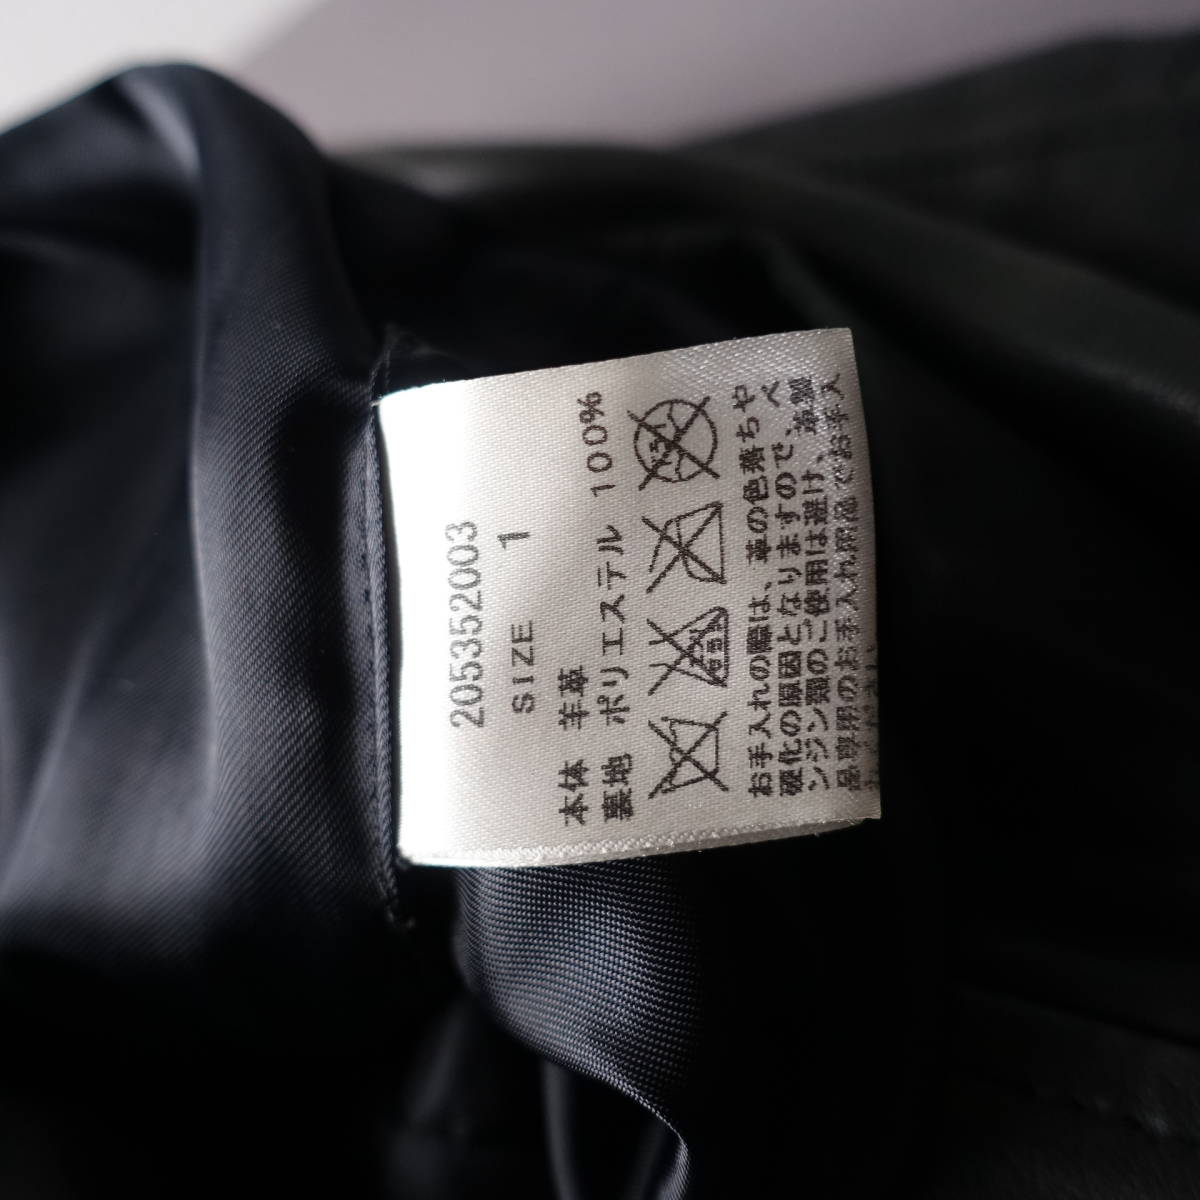 205352003
SIZE 1
本体 羊革
裏地 ポリエステル 100%
お手入れの際は、革の色落ちや
硬化の原因となりますので、ベ
ンジン類のご使用は避け、革製
品専用のお手入れ用品でお手入